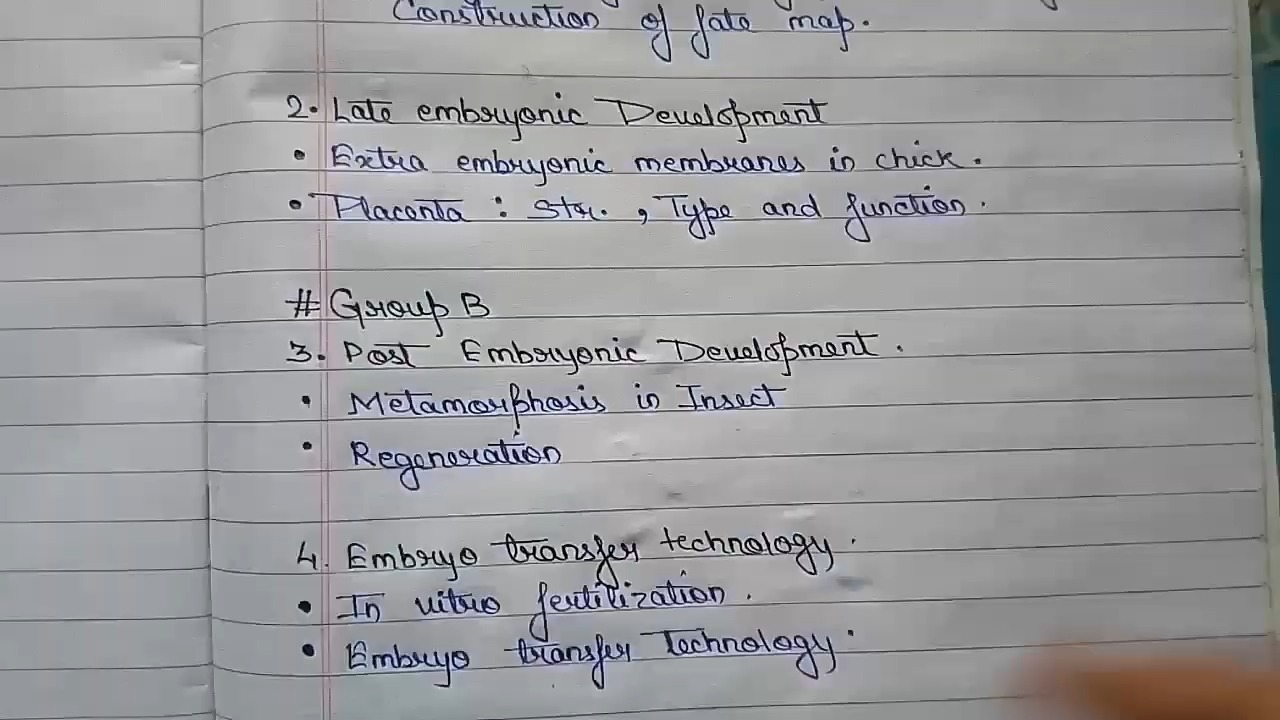 Construction of fate map.
2. Late embryonic Development
• Extra embryonic membranes in chick.
• Placenta : Str. , Type and function.
# Group B
3. Post Embryonic Development.
• Metamorphosis in Insect
• Regeneration
4. Embryo transfer technology.
• In vitro fertilization.
• Embryo transfer Technology.